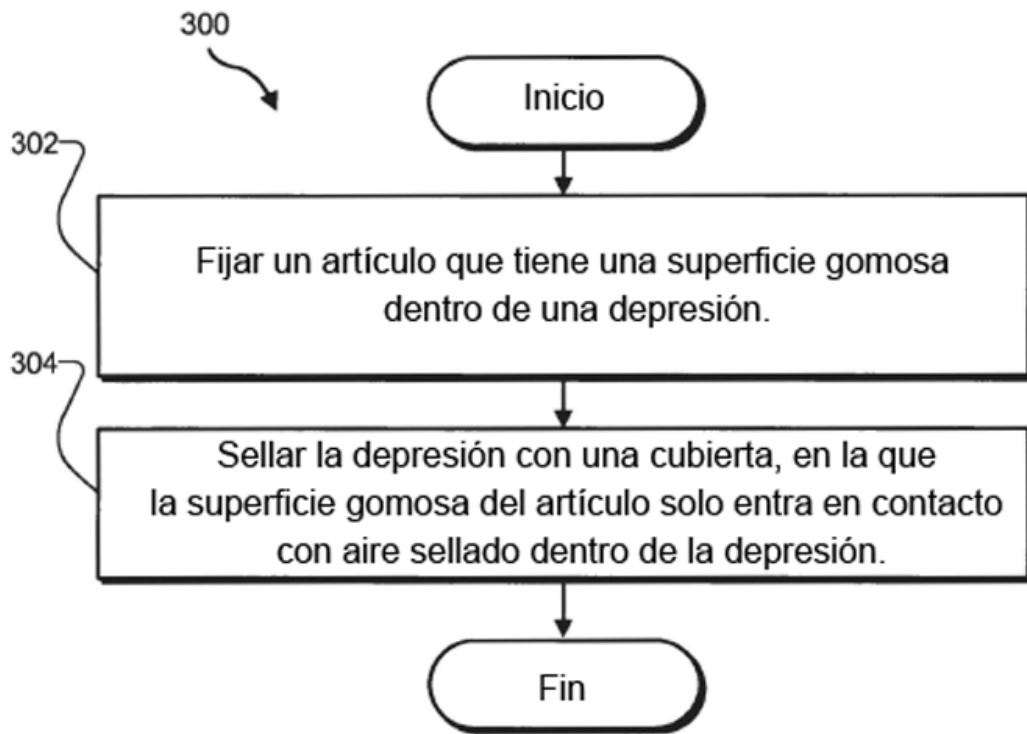 300
Inicio
302
Fijar un artículo que tiene una superficie gomosa
dentro de una depresión.
304
Sellar la depresión con una cubierta, en la que
la superficie gomosa del artículo solo entra en contacto
con aire sellado dentro de la depresión.
Fin